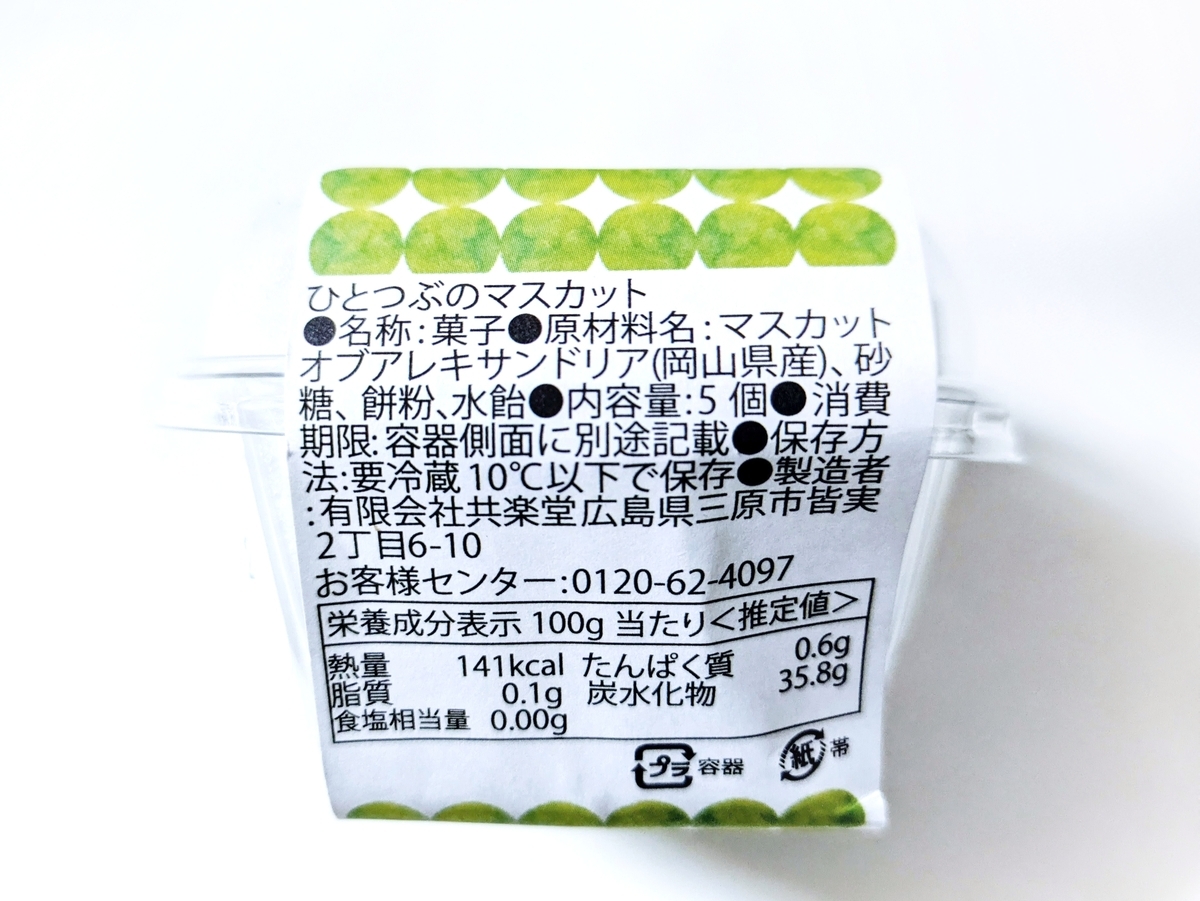 ひとつぶのマスカット
●名称:菓子●原材料名:マスカット
オブアレキサンドリア(岡山県産)、砂
糖、餅粉、水飴●内容量:5個●消費
期限:容器側面に別途記載●保存方
法:要冷蔵10℃以下で保存●製造者
:有限会社共楽堂広島県三原市皆実
2丁目6-10
お客様センター:0120-62-4097
栄養成分表示 100g 当たり<推定値>
熱量 141kcal たんぱく質 0.6g
脂質 0.1g 炭水化物 35.8g
食塩相当量 0.00g
プラ 容器 紙 帯